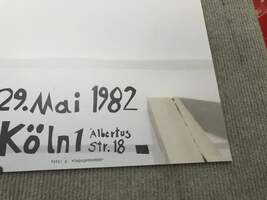 29. Mai 1982
Köln 1 Albertus
Str. 18